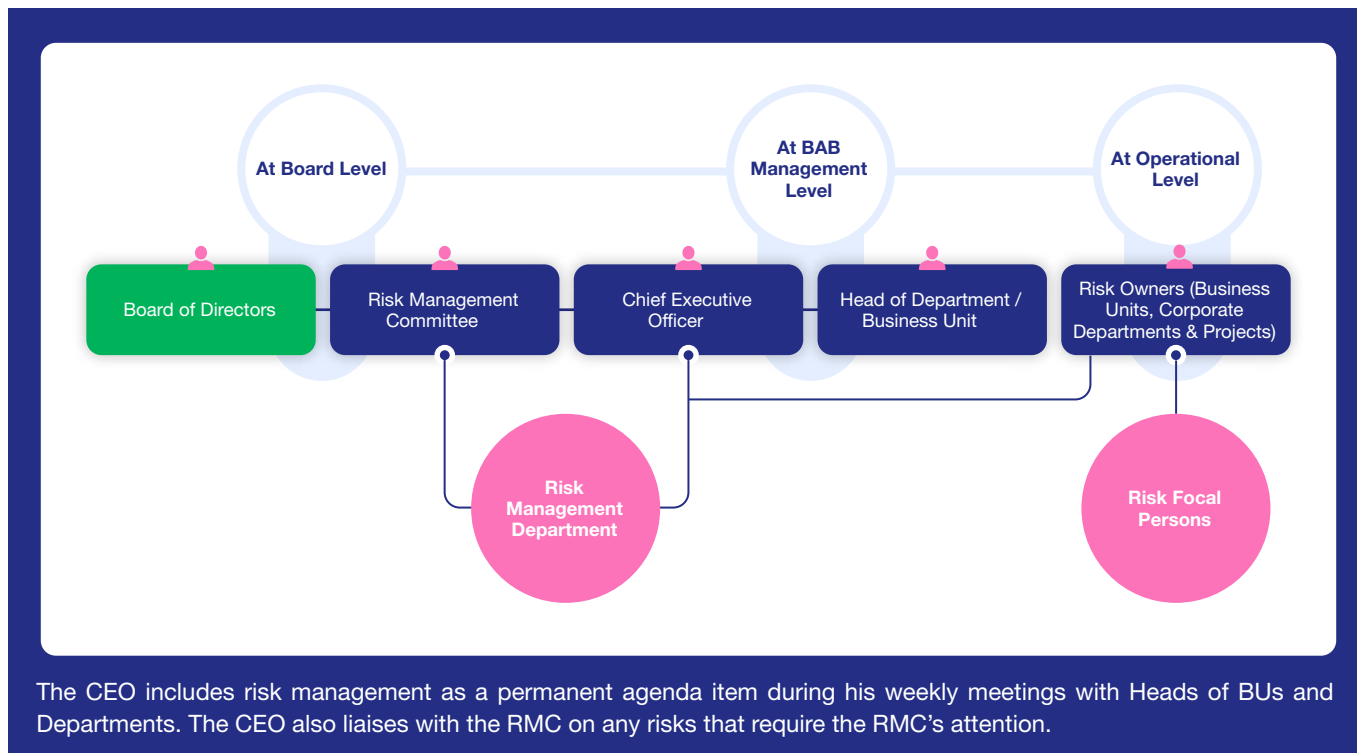 At Board Level
At BAB
Management
Level
At Operational
Level
Board of Directors
Risk Management
Committee
Chief Executive
Officer
Head of Department /
Business Unit
Risk Owners (Business
Units, Corporate
Departments & Projects)
Risk
Management
Department
Risk Focal
Persons
The CEO includes risk management as a permanent agenda item during his weekly meetings with Heads of BUs and
Departments. The CEO also liaises with the RMC on any risks that require the RMC’s attention.